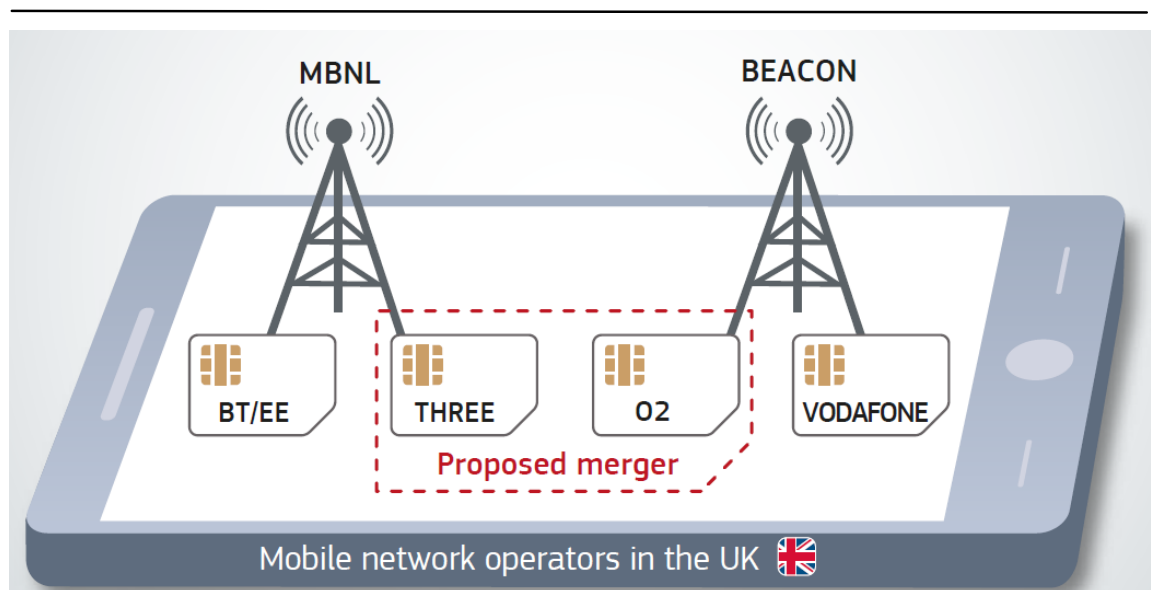 MBNL
BEACON
BT/EE
THREE
O2
VODAFONE
Proposed merger
Mobile network operators in the UK